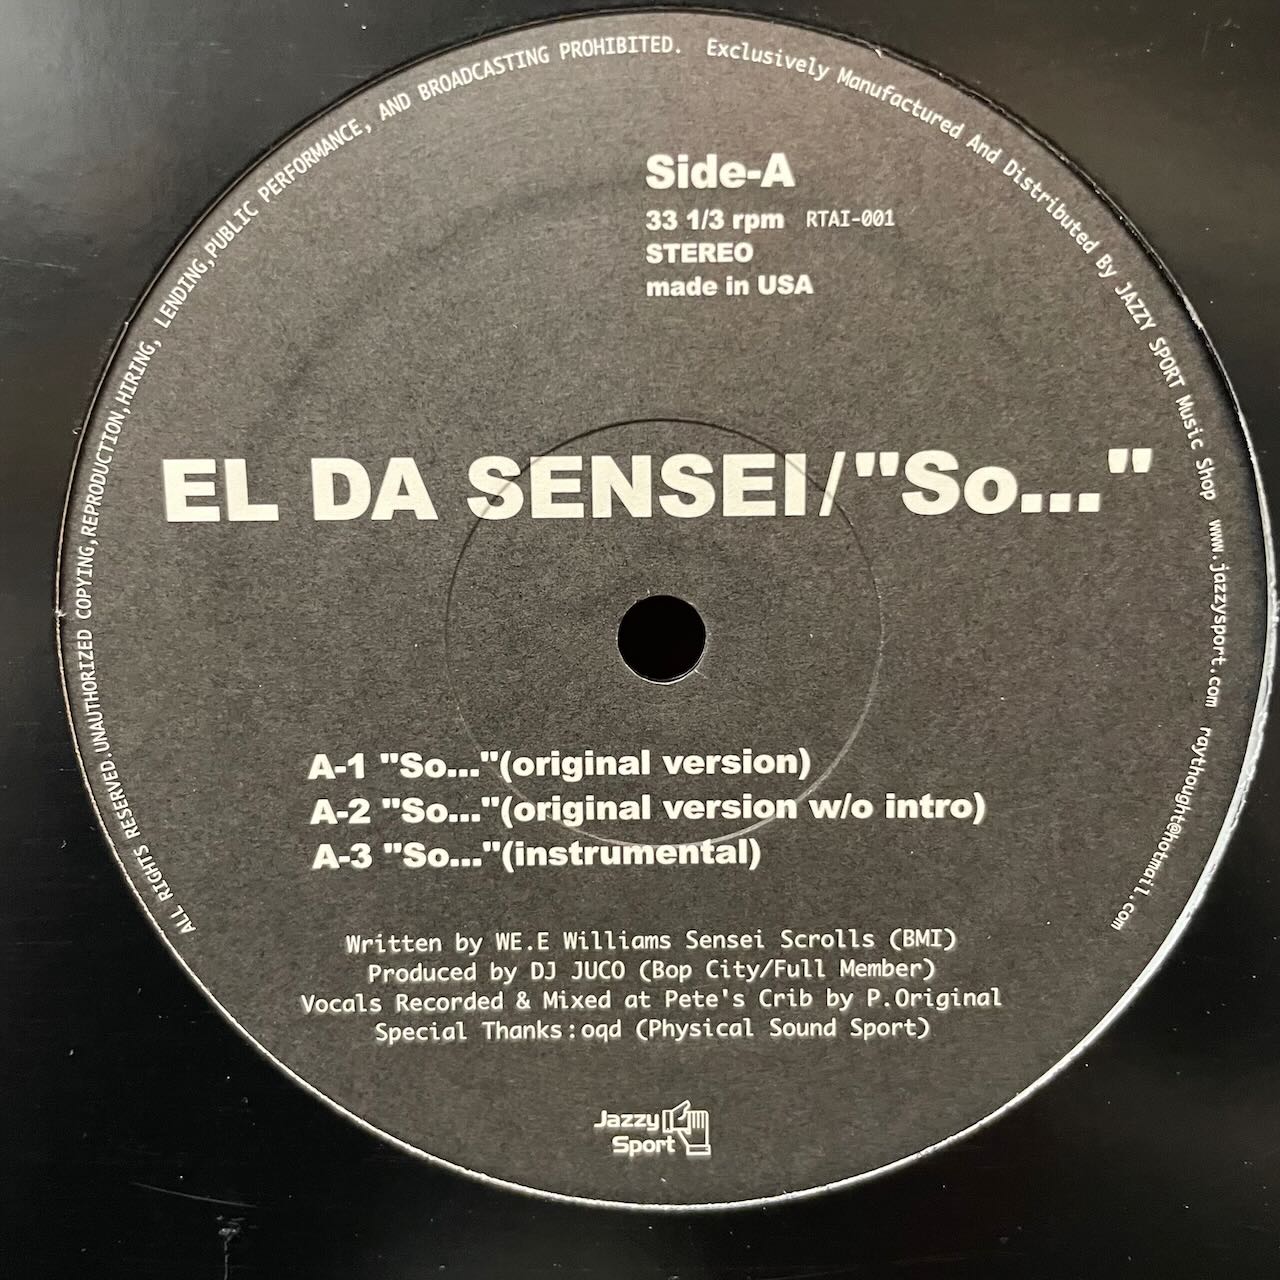 ALL RIGHTS RESERVED.UNAUTHORIZED COPYING,REPRODUCTION,HIRING, LENDING,PUBLIC PERFORMANCE, AND BROADCASTING PROHIBITED. Exclusively Manufactured And Distributed By JAZZY SPORT Music Shop www.jazzysport.com raythought@hotmail.com
Side-A
33 1/3 rpm RTAI-001
STEREO
made in USA
EL DA SENSEI/"So..."
A-1 "So..."(original version)
A-2 "So..."(original version w/o intro)
A-3 "So..."(instrumental)
Written by WE.E Williams Sensei Scrolls (BMI)
Produced by DJ JUCO (Bop City/Full Member)
Vocals Recorded & Mixed at Pete's Crib by P.Original
Special Thanks:oqd (Physical Sound Sport)
Jazzy
Sport